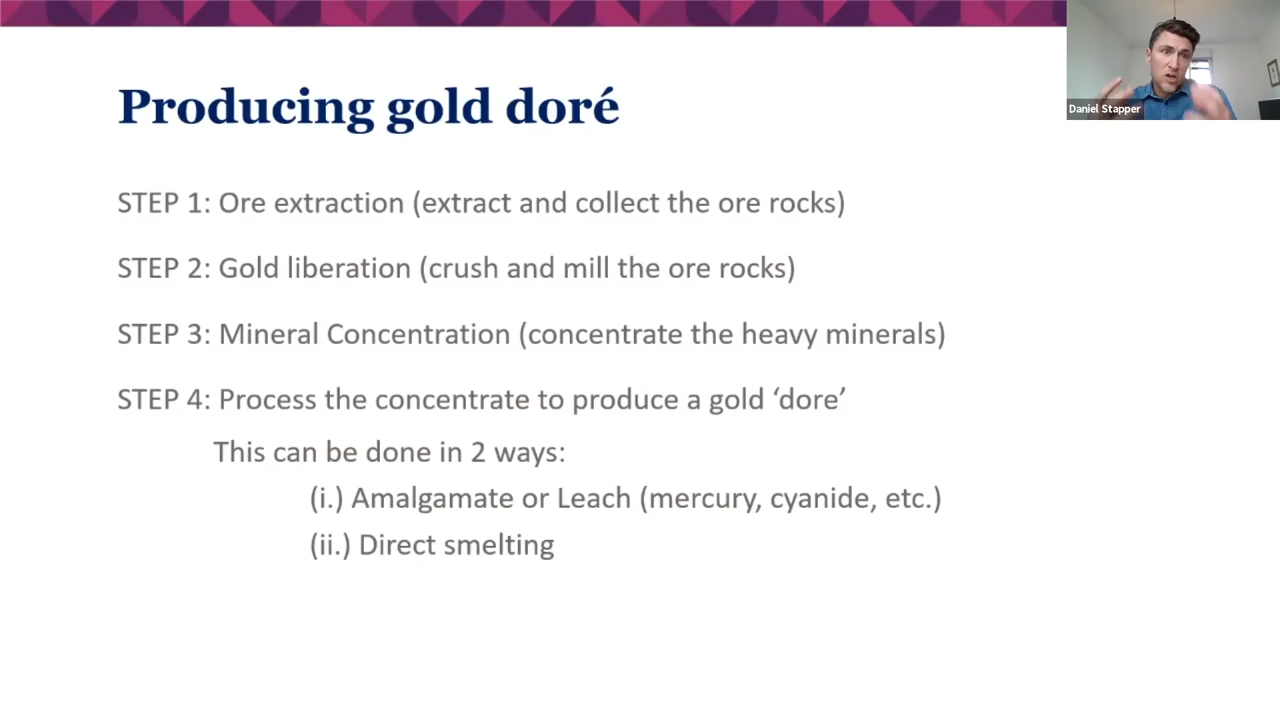 Producing gold doré
Daniel Stapper
STEP 1: Ore extraction (extract and collect the ore rocks)
STEP 2: Gold liberation (crush and mill the ore rocks)
STEP 3: Mineral Concentration (concentrate the heavy minerals)
STEP 4: Process the concentrate to produce a gold ‘dore’
This can be done in 2 ways:
(i.) Amalgamate or Leach (mercury, cyanide, etc.)
(ii.) Direct smelting